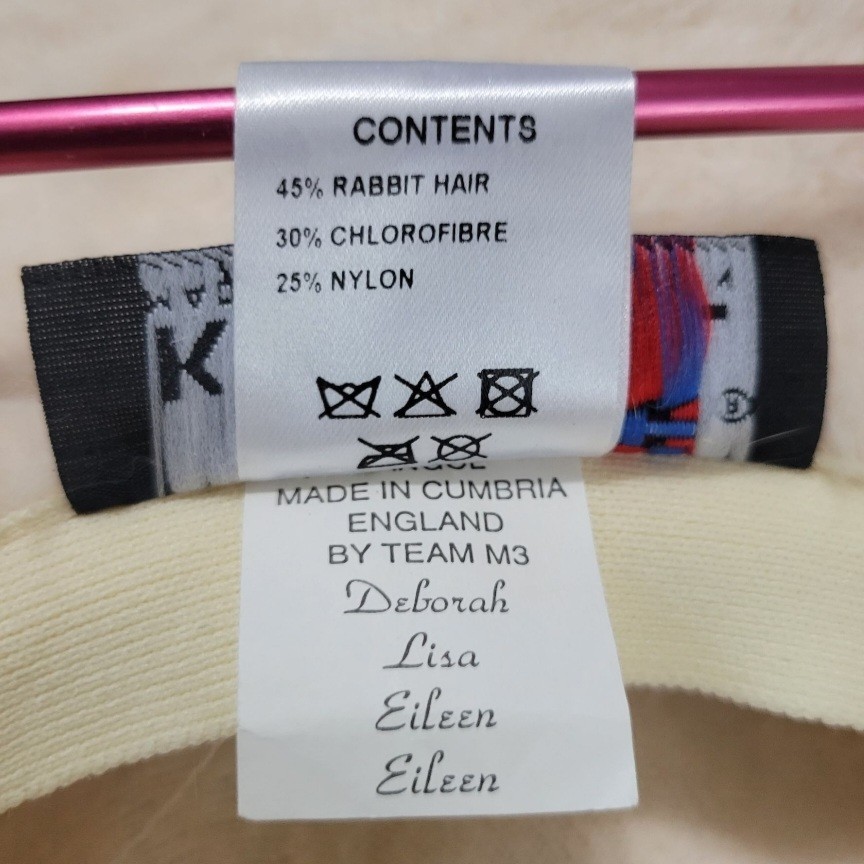 CONTENTS
45% RABBIT HAIR
30% CHLOROFIBRE
25% NYLON
K
®
MADE IN CUMBRIA
ENGLAND
BY TEAM M3
Deborah
Lisa
Eileen
Eileen